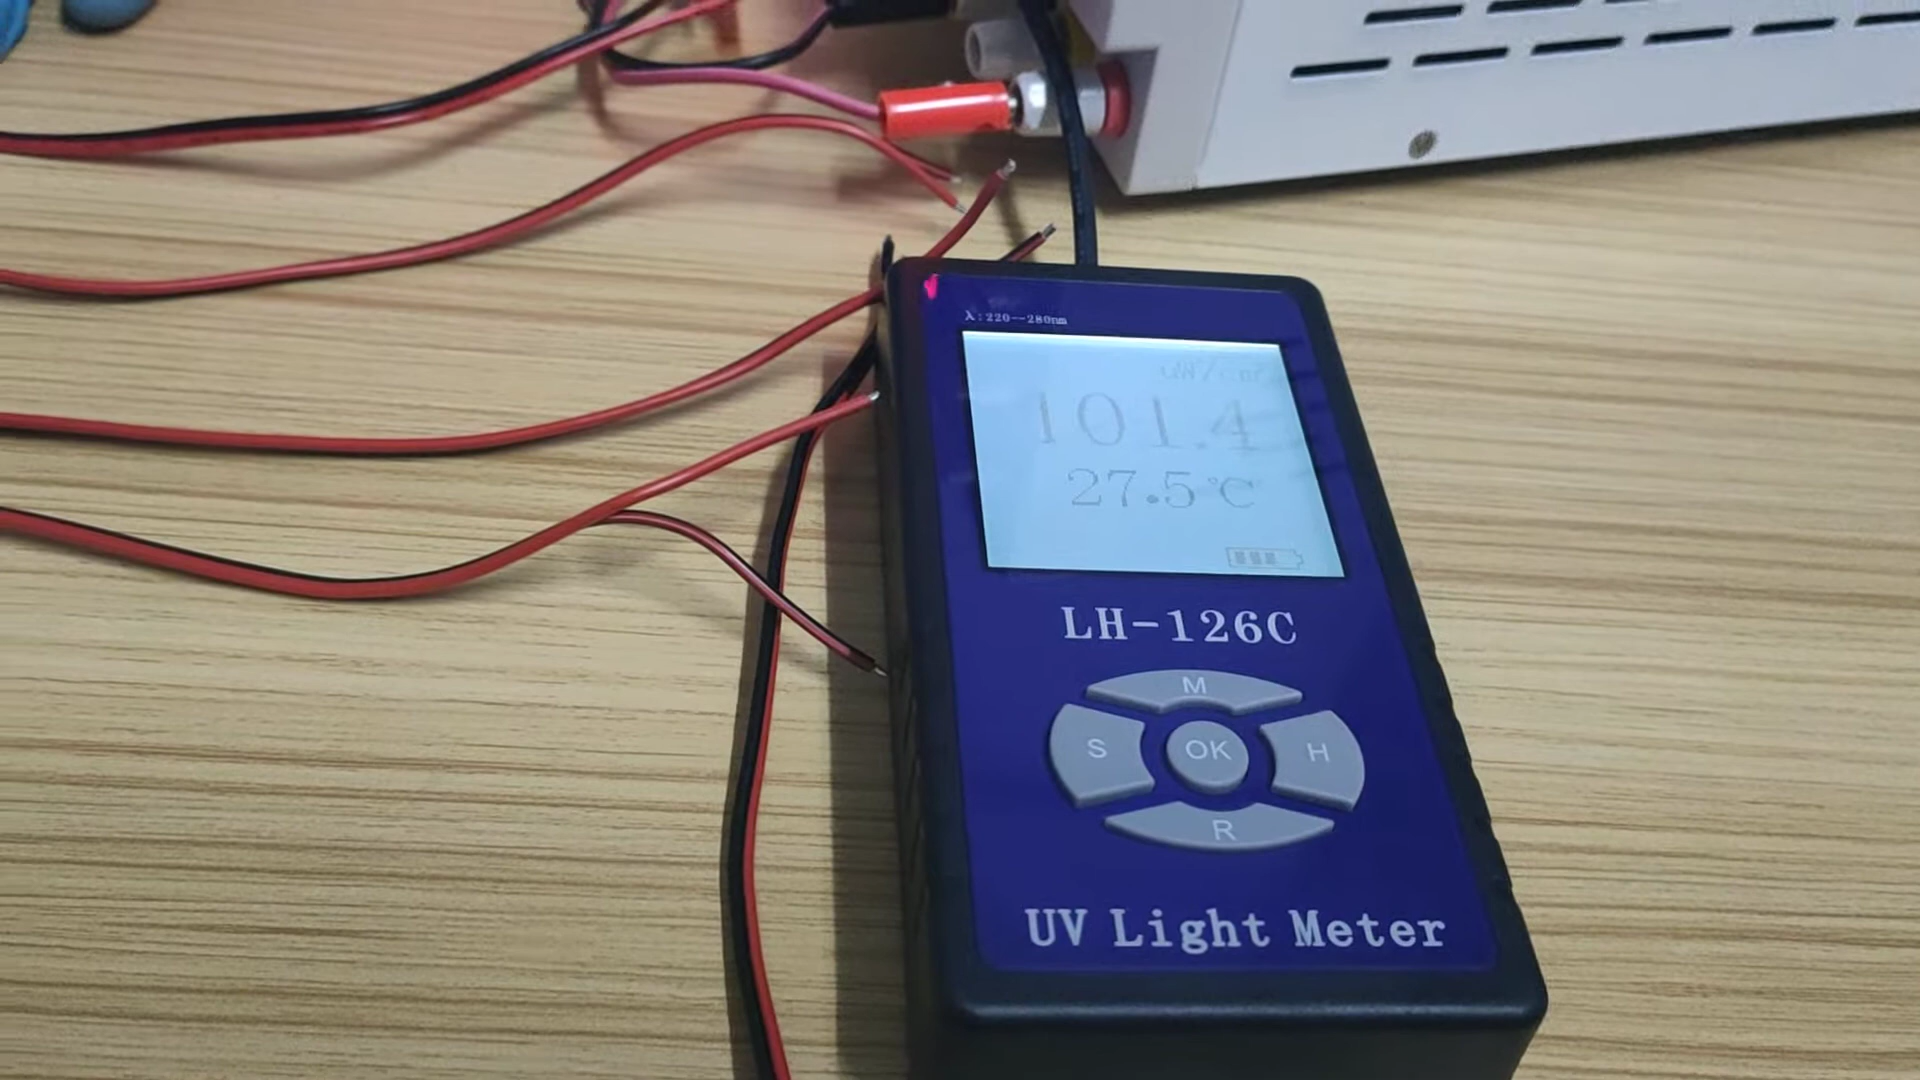 λ:220--280nm
uW/cm²
101.4
27.5℃
LH-126C
M
S OK H
R
UV Light Meter